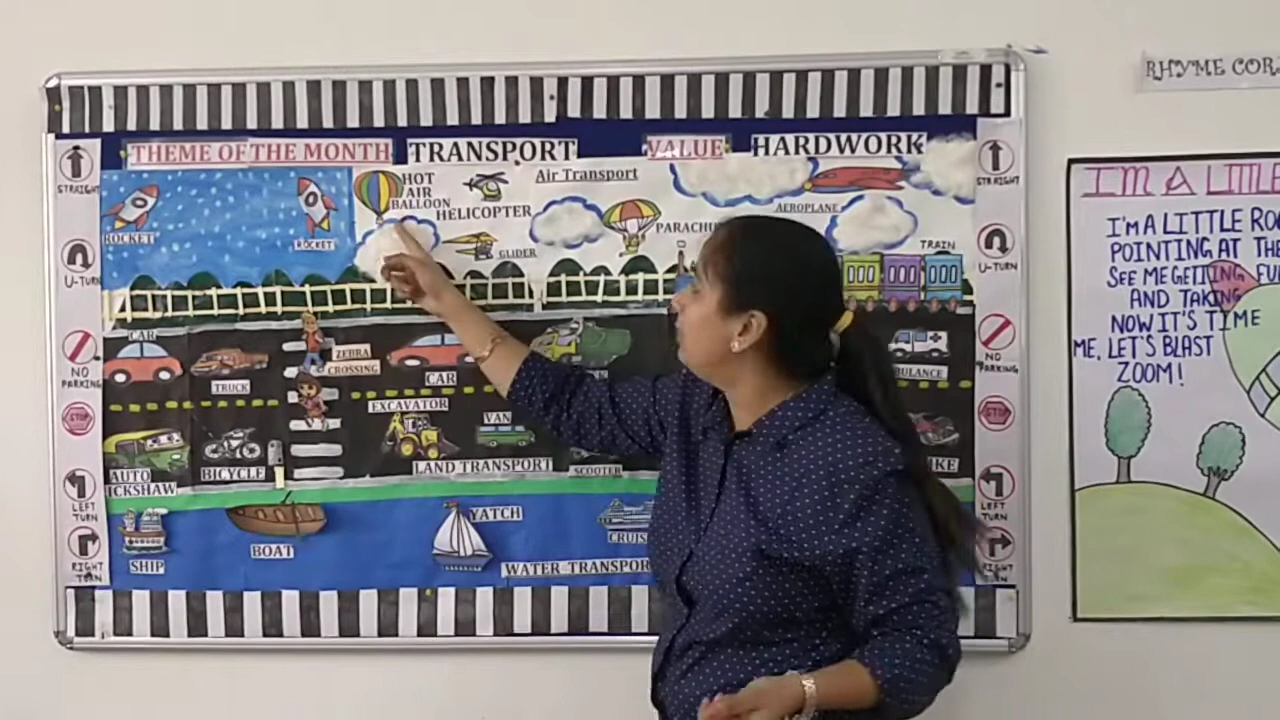 RHYME COR
THEME OF THE MONTH TRANSPORT VALUE HARDWORK
STRAIGHT
U-TURN
NO
PARKING
STOP
LEFT
TURN
RIGHT
TURN
ROCKET
ROCKET
HOT
AIR
BALLOON
HELICOPTER
GLIDER
Air Transport
AEROPLANE
TRAIN
CAR
TRUCK
ZEBRA
CROSSING
CAR
EXCAVATOR
VAN
AUTO
ICKSHAW
BICYCLE
LAND TRANSPORT
SCOOTER
SHIP
BOAT
YATCH
WATER TRANSPOR
STRAIGHT
U-TURN
NO
PARKING
STOP
LEFT
TURN
RIGHT
I'M A LITTLE
I'M A LITTLE RO
POINTING AT THE
SEE ME GETTING FU
AND TAKING
NOW IT'S TIME
ME, LET'S BLAST
ZOOM!